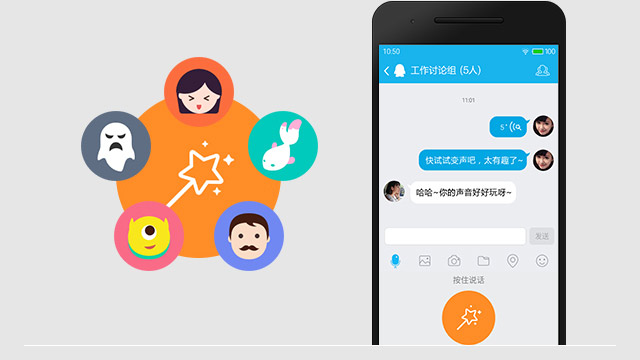 10:50
100
工作讨论组 (5人)
11:01
5"
快试试变声吧，太有趣了~
哈哈~你的声音好好玩呀~
发送
按住说话